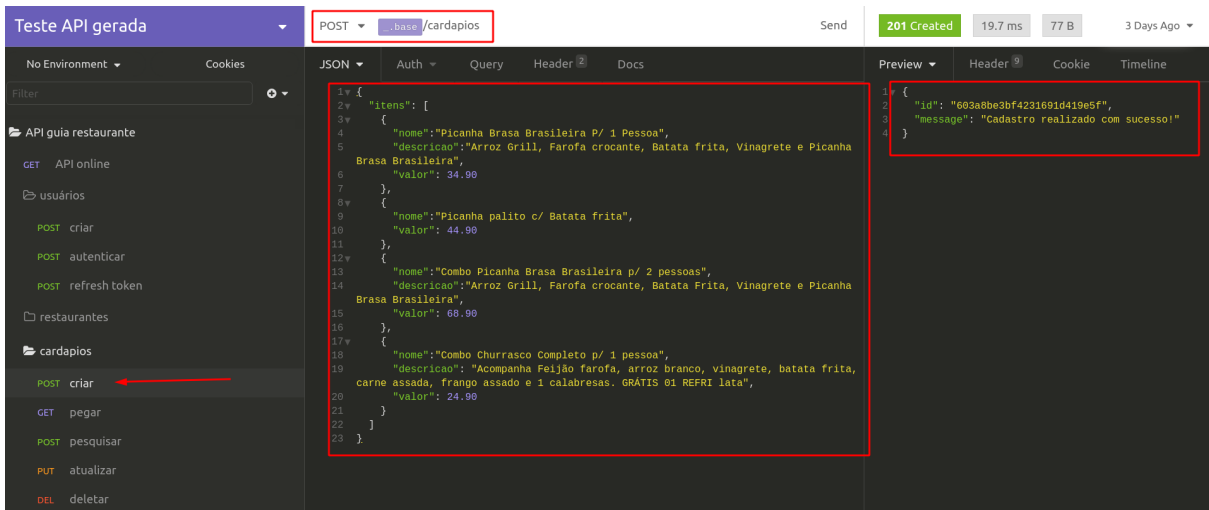 Teste API gerada
No Environment
Cookies
Filter
API guia restaurante
GET API online
usuários
POST criar
POST autenticar
POST refresh token
restaurantes
cardapios
POST criar
GET pegar
POST pesquisar
PUT atualizar
DEL deletar
POST _.base /cardapios Send
JSON Auth Query Header 2 Docs
1 {
2 "itens": [
3 {
4 "nome":"Picanha Brasa Brasileira P/ 1 Pessoa",
5 "descricao":"Arroz Grill, Farofa crocante, Batata frita, Vinagrete e Picanha
Brasa Brasileira",
6 "valor": 34.90
7 },
8 {
9 "nome":"Picanha palito c/ Batata frita",
10 "valor": 44.90
11 },
12 {
13 "nome":"Combo Picanha Brasa Brasileira p/ 2 pessoas",
14 "descricao":"Arroz Grill, Farofa crocante, Batata Frita, Vinagrete e Picanha
Brasa Brasileira",
15 "valor": 68.90
16 },
17 {
18 "nome":"Combo Churrasco Completo p/ 1 pessoa",
19 "descricao": "Acompanha Feijão farofa, arroz branco, vinagrete, batata frita,
carne assada, frango assado e 1 calabresas. GRÁTIS 01 REFRI lata",
20 "valor": 24.90
21 }
22 ]
23 }
201 Created 19.7 ms 77 B 3 Days Ago
Preview Header 9 Cookie Timeline
1 {
2 "id": "603a8be3bf4231691d419e5f",
3 "message": "Cadastro realizado com sucesso!"
4 }